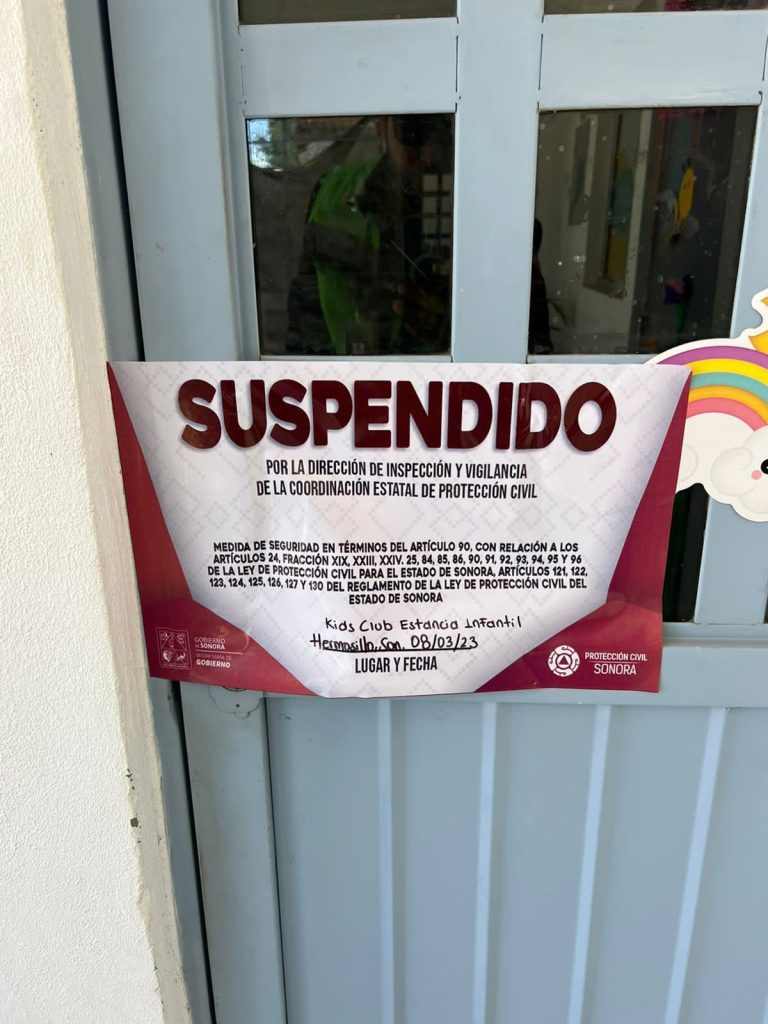 SUSPENDIDO
POR LA DIRECCIÓN DE INSPECCIÓN Y VIGILANCIA
DE LA COORDINACIÓN ESTATAL DE PROTECCIÓN CIVIL
MEDIDA DE SEGURIDAD EN TÉRMINOS DEL ARTÍCULO 90, CON RELACIÓN A LOS
ARTÍCULOS 24, FRACCIÓN XIX, XXIII, XXIV. 25, 84, 85, 86, 90, 91, 92, 93, 94, 95 Y 96
DE LA LEY DE PROTECCIÓN CIVIL PARA EL ESTADO DE SONORA, ARTÍCULOS 121, 122,
123, 124, 125, 126, 127 Y 130 DEL REGLAMENTO DE LA LEY DE PROTECCIÓN CIVIL DEL
ESTADO DE SONORA
Kids Club Estancia Infantil
Hermosillo, Son. 08/03/23
LUGAR Y FECHA
GOBIERNO
DE SONORA
SECRETARÍA DE
GOBIERNO
PROTECCIÓN CIVIL
SONORA